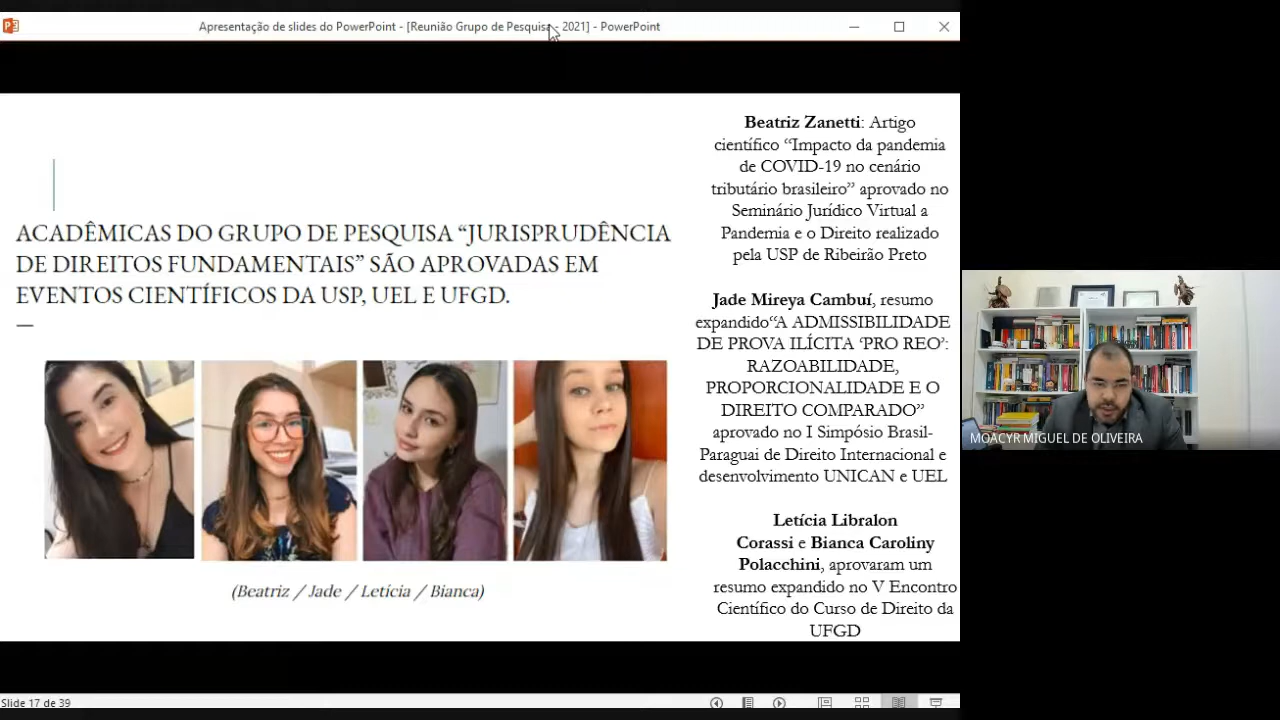 Apresentação de slides do PowerPoint - [Reunião Grupo de Pesquisa - 2021] - PowerPoint
ACADÊMICAS DO GRUPO DE PESQUISA “JURISPRUDÊNCIA
DE DIREITOS FUNDAMENTAIS” SÃO APROVADAS EM
EVENTOS CIENTÍFICOS DA USP, UEL E UFGD.
(Beatriz / Jade / Letícia / Bianca)
Beatriz Zanetti: Artigo
científico “Impacto da pandemia
de COVID-19 no cenário
tributário brasileiro” aprovado no
Seminário Jurídico Virtual a
Pandemia e o Direito realizado
pela USP de Ribeirão Preto
Jade Mireya Cambuí, resumo
expandido“A ADMISSIBILIDADE
DE PROVA ILÍCITA ‘PRO REO’:
RAZOABILIDADE,
PROPORCIONALIDADE E O
DIREITO COMPARADO”
aprovado no I Simpósio Brasil-
Paraguai de Direito Internacional e
desenvolvimento UNICAN e UEL
Letícia Libralon
Corassi e Bianca Caroliny
Polacchini, aprovaram um
resumo expandido no V Encontro
Científico do Curso de Direito da
UFGD
MOACYR MIGUEL DE OLIVEIRA
Slide 17 de 39